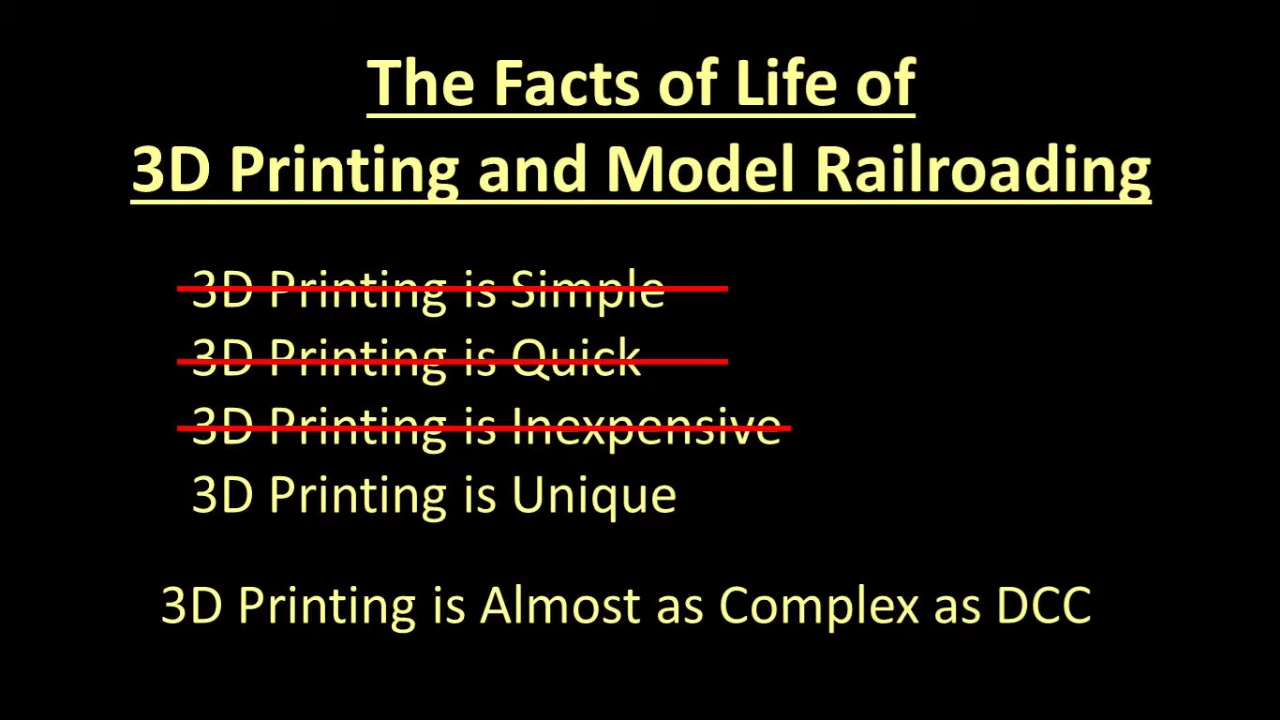 The Facts of Life of
3D Printing and Model Railroading
3D Printing is Simple
3D Printing is Quick
3D Printing is Inexpensive
3D Printing is Unique
3D Printing is Almost as Complex as DCC